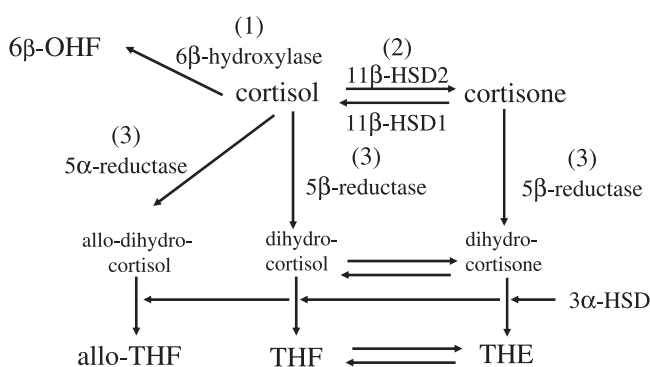 (1)
6β-OHF
6β-hydroxylase
(2)
11β-HSD2
cortisol
cortisone
11β-HSD1
(3)
5α-reductase
(3)
5β-reductase
(3)
5β-reductase
allo-dihydro-
cortisol
dihydro-
cortisol
dihydro-
cortisone
3α-HSD
allo-THF
THF
THE